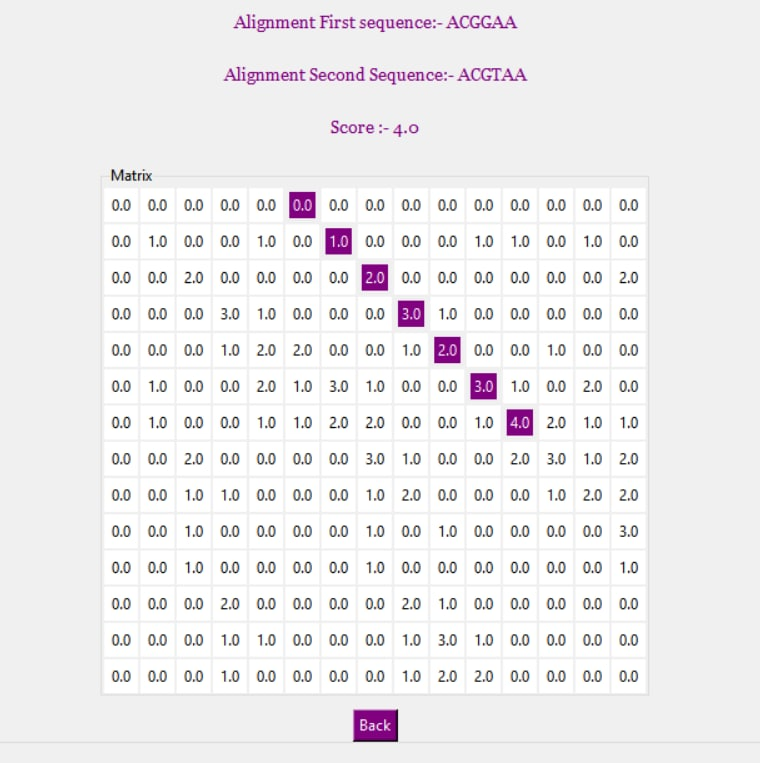 Alignment First sequence:- ACGGAA
Alignment Second Sequence:- ACGTAA
Score :- 4.0
Matrix
0.0 0.0 0.0 0.0 0.0 0.0 0.0 0.0 0.0 0.0 0.0 0.0 0.0 0.0 0.0
0.0 1.0 0.0 0.0 1.0 0.0 1.0 0.0 0.0 0.0 1.0 1.0 0.0 1.0 0.0
0.0 0.0 2.0 0.0 0.0 0.0 0.0 2.0 0.0 0.0 0.0 0.0 0.0 0.0 2.0
0.0 0.0 0.0 3.0 1.0 0.0 0.0 0.0 3.0 1.0 0.0 0.0 0.0 0.0 0.0
0.0 0.0 0.0 1.0 2.0 2.0 0.0 0.0 1.0 2.0 0.0 0.0 1.0 0.0 0.0
0.0 1.0 0.0 0.0 2.0 1.0 3.0 1.0 0.0 0.0 3.0 1.0 0.0 2.0 0.0
0.0 1.0 0.0 0.0 1.0 1.0 2.0 2.0 0.0 0.0 1.0 4.0 2.0 1.0 1.0
0.0 0.0 2.0 0.0 0.0 0.0 0.0 3.0 1.0 0.0 0.0 2.0 3.0 1.0 2.0
0.0 0.0 1.0 1.0 0.0 0.0 0.0 1.0 2.0 0.0 0.0 0.0 1.0 2.0 2.0
0.0 0.0 1.0 0.0 0.0 0.0 0.0 1.0 0.0 1.0 0.0 0.0 0.0 0.0 3.0
0.0 0.0 1.0 0.0 0.0 0.0 0.0 1.0 0.0 0.0 0.0 0.0 0.0 0.0 1.0
0.0 0.0 0.0 2.0 0.0 0.0 0.0 0.0 2.0 1.0 0.0 0.0 0.0 0.0 0.0
0.0 0.0 0.0 1.0 1.0 0.0 0.0 0.0 1.0 3.0 1.0 0.0 0.0 0.0 0.0
0.0 0.0 0.0 1.0 0.0 0.0 0.0 0.0 1.0 2.0 2.0 0.0 0.0 0.0 0.0
Back